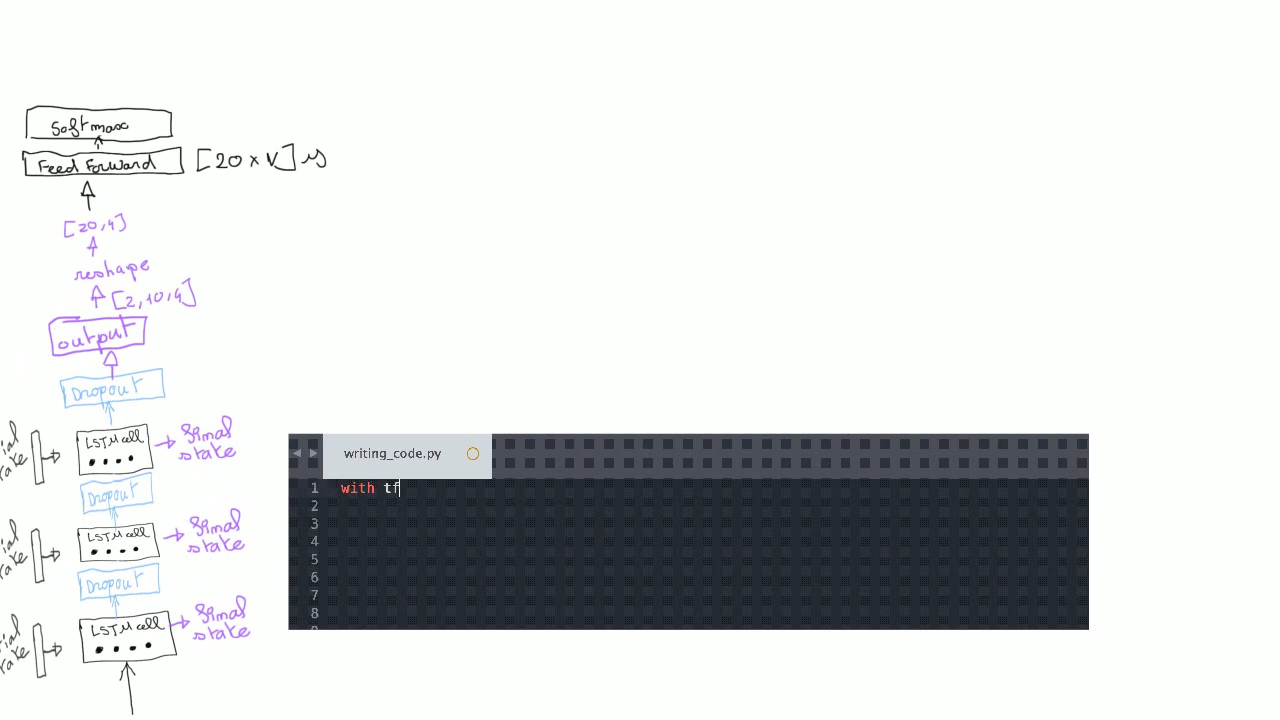 softmax
Feed Forward [20 x V]
[20,4]
reshape
[2,10,4]
output
Dropout
LSTM cell
final
state
Dropout
LSTM cell
final
state
Dropout
LSTM cell
final
state
writing_code.py
1 with tf
2
3
4
5
6
7
8